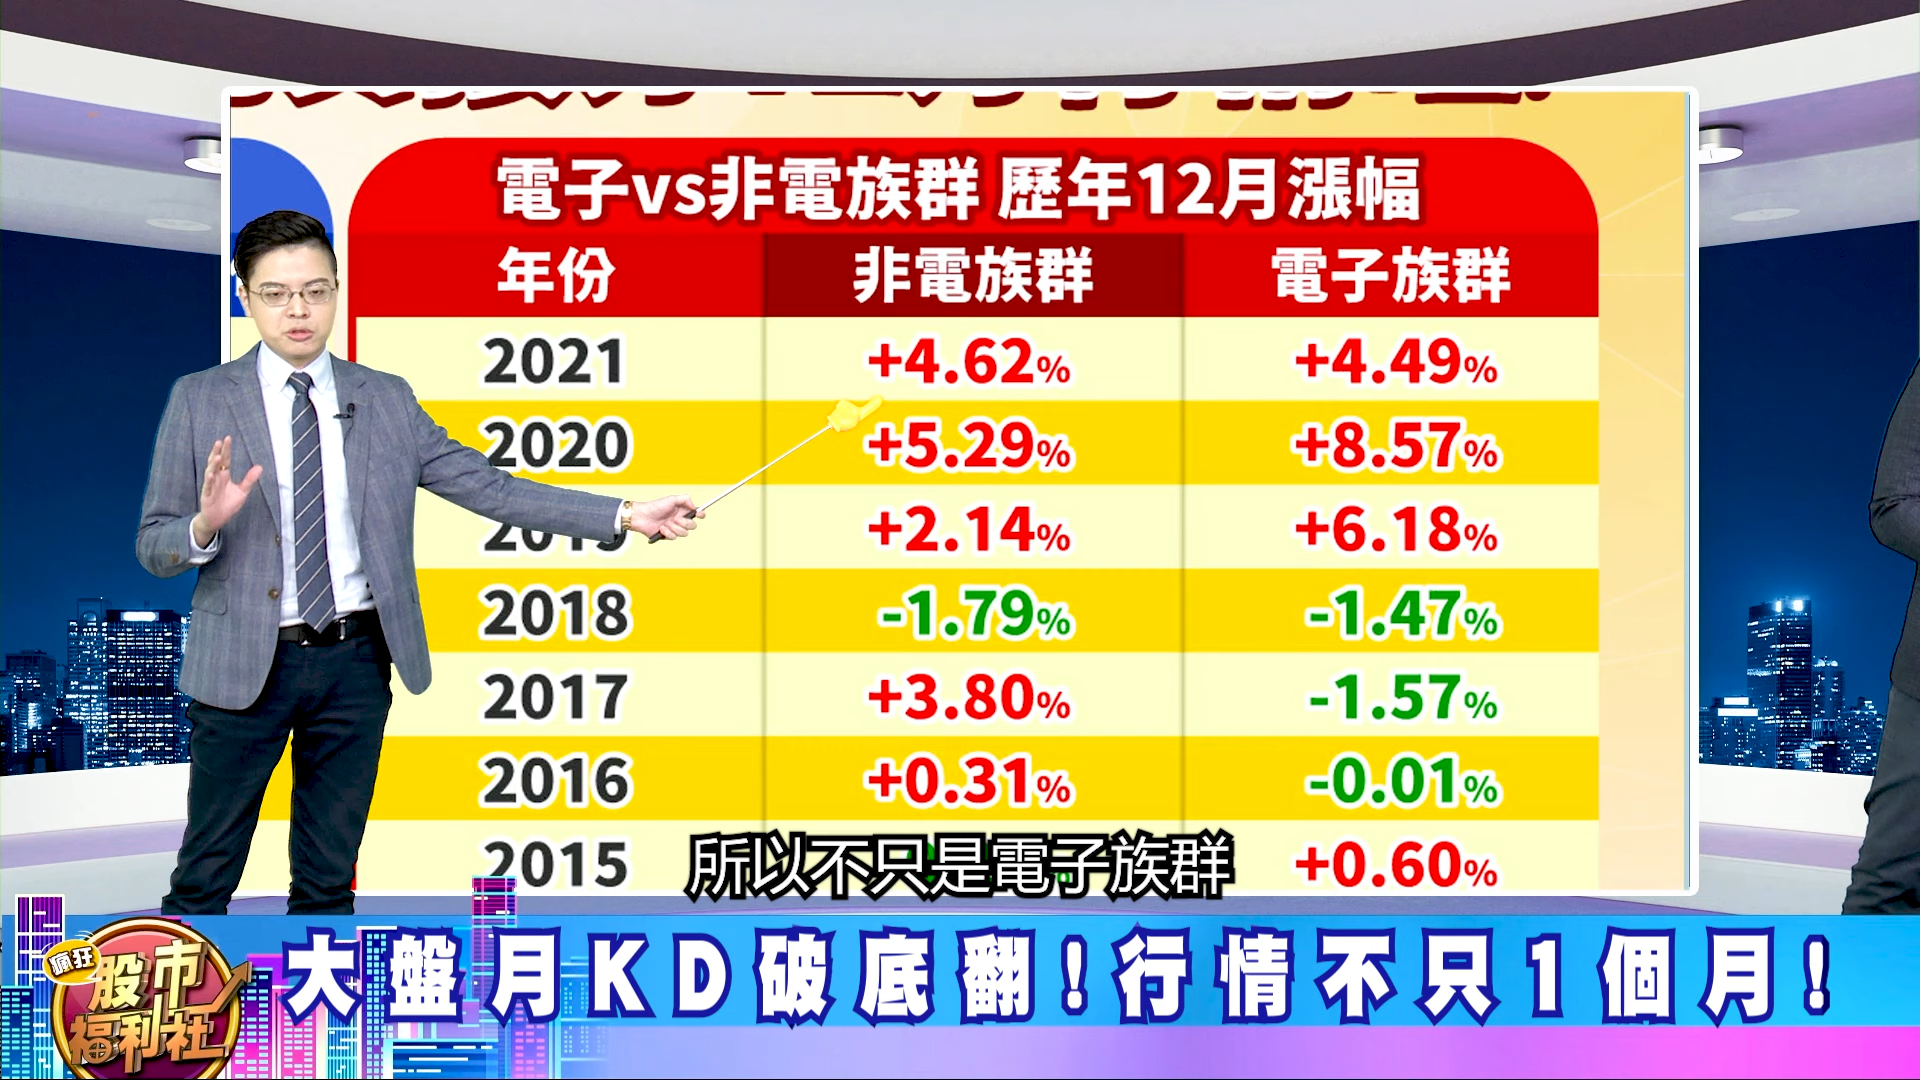 電子vs非電族群 歷年12月漲幅
年份 非電族群 電子族群
2021 +4.62% +4.49%
2020 +5.29% +8.57%
2019 +2.14% +6.18%
2018 -1.79% -1.47%
2017 +3.80% -1.57%
2016 +0.31% -0.01%
2015 +0.60%
所以不只是電子族群
大盤月KD破底翻!行情不只1個月!
瘋狂
股市
福利社